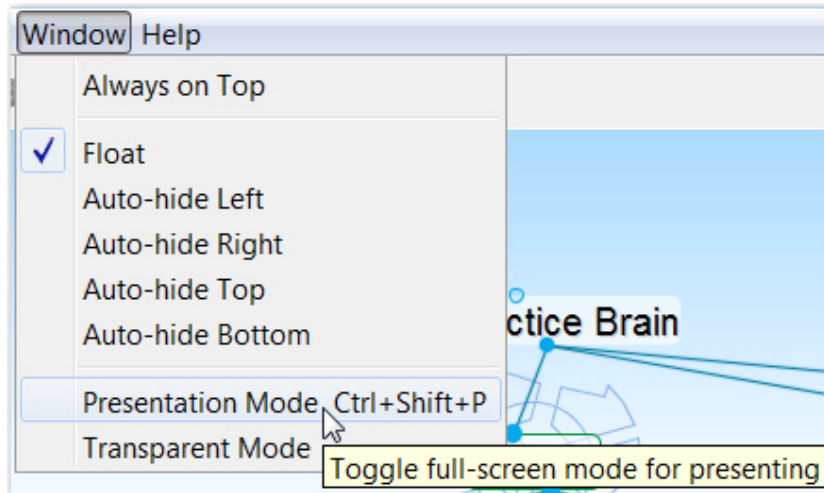 Window Help
Always on Top
Float
Auto-hide Left
Auto-hide Right
Auto-hide Top
Auto-hide Bottom
ctice Brain
Presentation Mode Ctrl+Shift+P
Transparent Mode
Toggle full-screen mode for presenting